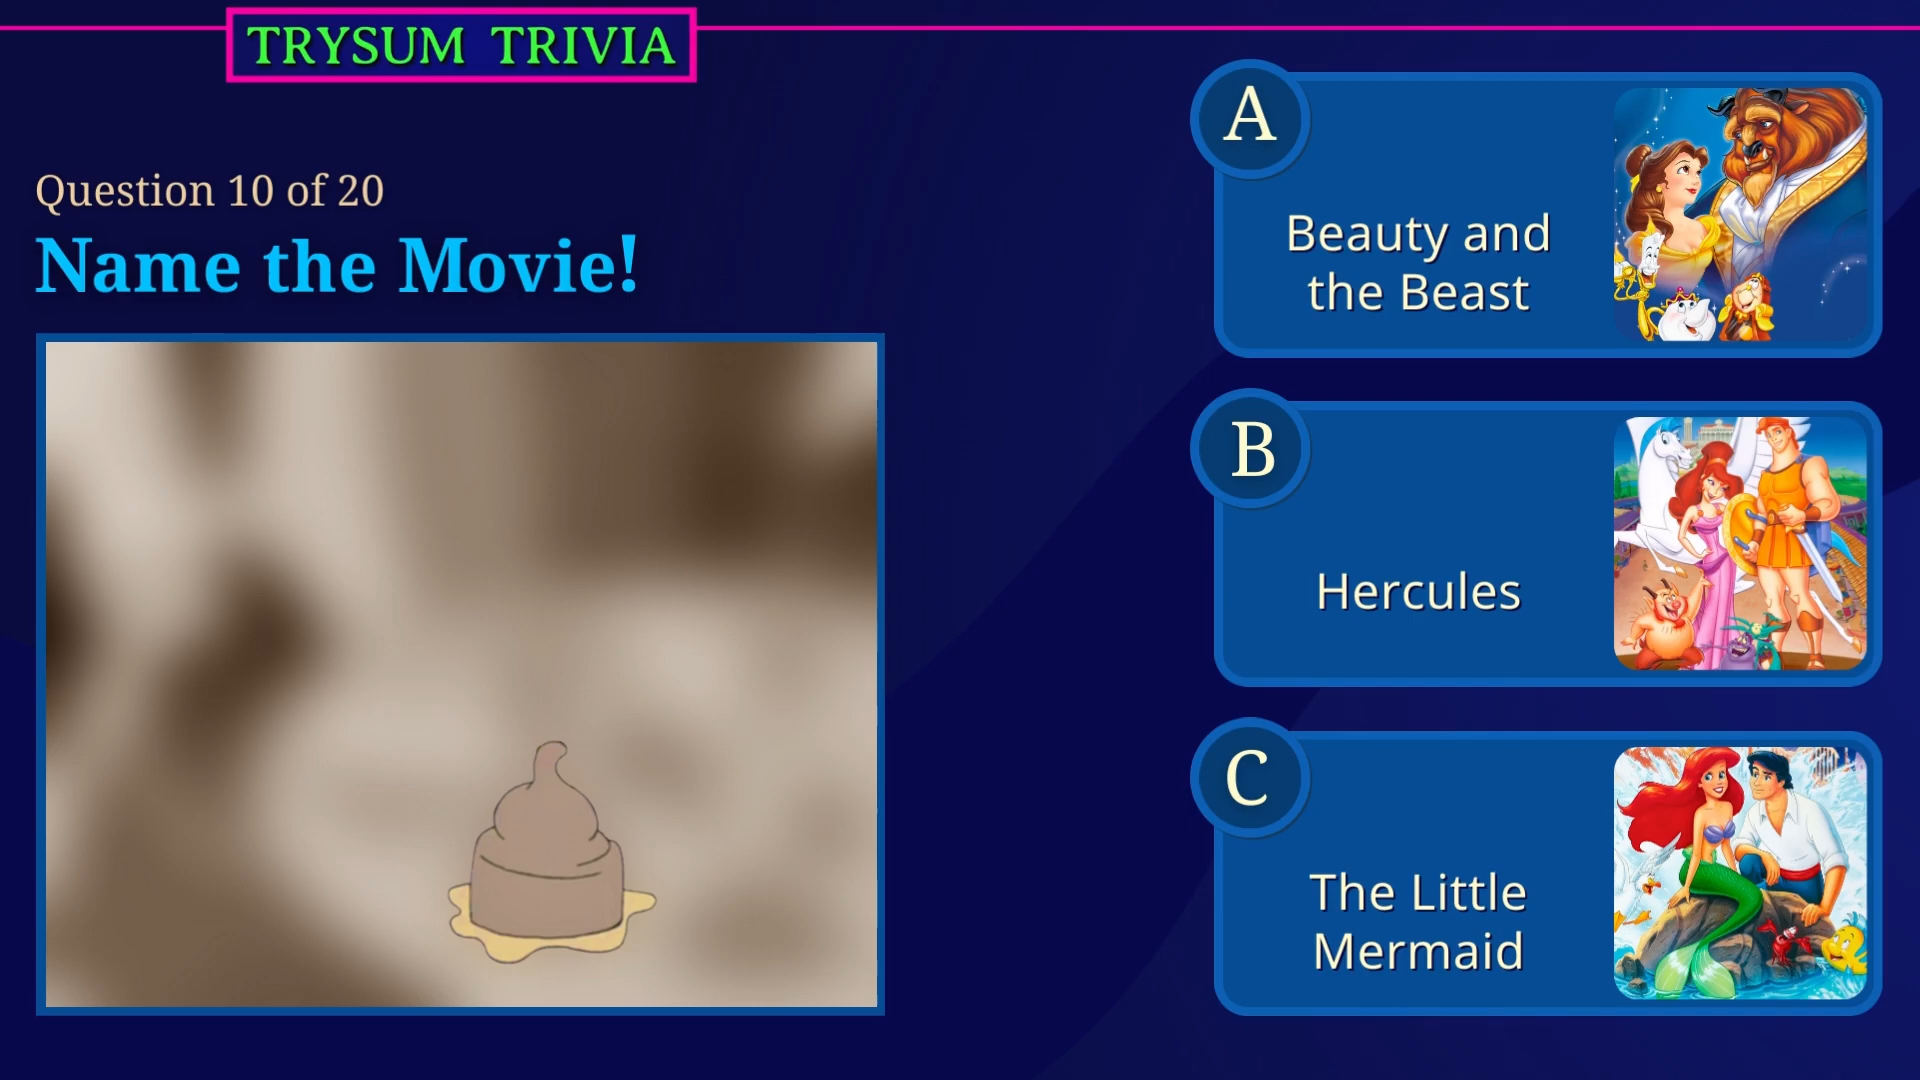 TRYSUM TRIVIA
Question 10 of 20
Name the Movie!
A
Beauty and
the Beast
B
Hercules
C
The Little
Mermaid